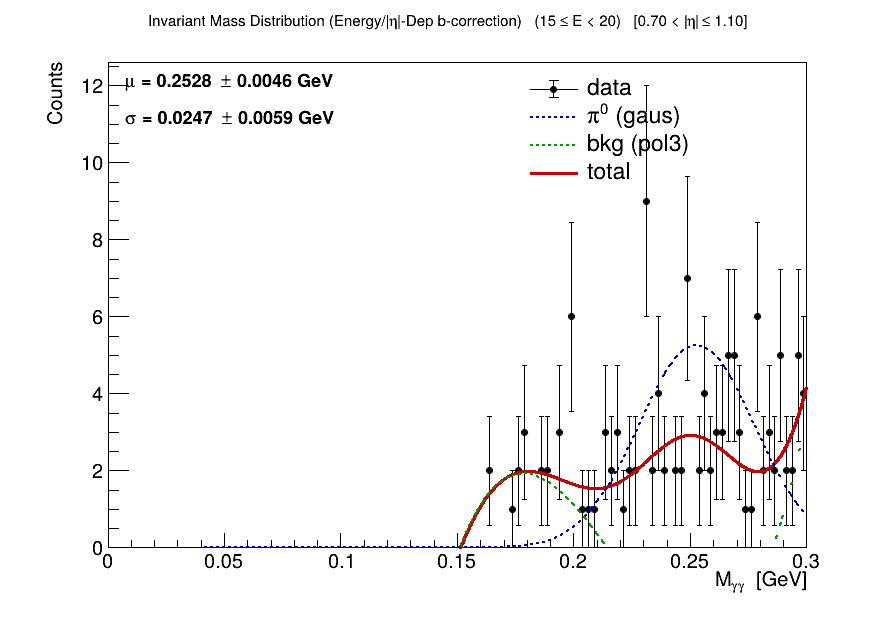 Invariant Mass Distribution (Energy/|η|-Dep b-correction) (15 ≤ E < 20) [0.70 < |η| ≤ 1.10]
Counts
μ = 0.2528 ± 0.0046 GeV
σ = 0.0247 ± 0.0059 GeV
data
π⁰ (gaus)
bkg (pol3)
total
12
10
8
6
4
2
0
0 0.05 0.1 0.15 0.2 0.25 0.3
Mγγ [GeV]